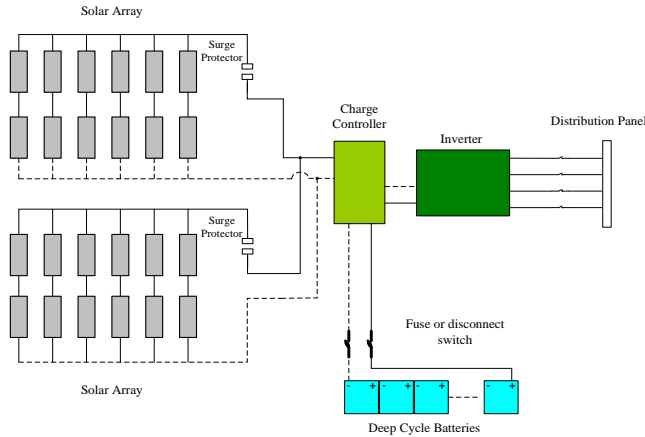 Solar Array
Surge
Protector
Charge
Controller
Inverter
Distribution Panel
Surge
Protector
Fuse or disconnect
switch
Solar Array
- + - + - + - +
Deep Cycle Batteries